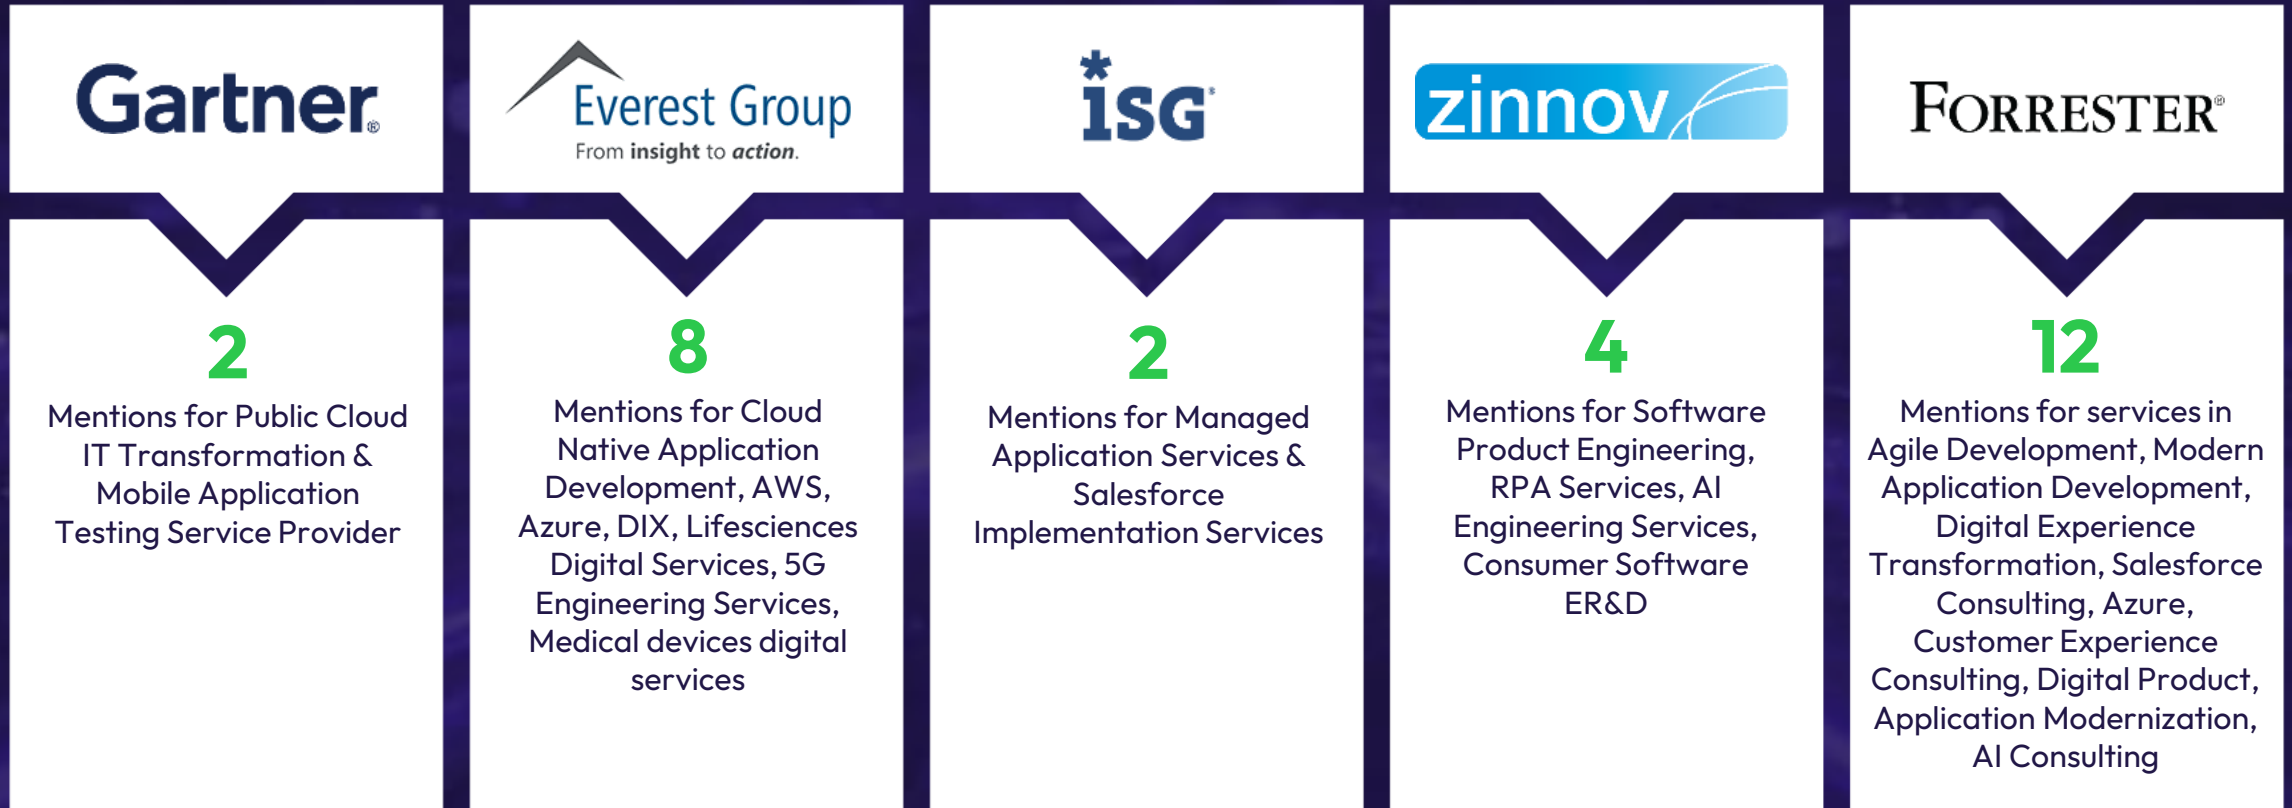 Gartner®
Everest Group
From insight to action.
*
ISG®
zinnov
FORRESTER®
2
Mentions for Public Cloud
IT Transformation &
Mobile Application
Testing Service Provider
8
Mentions for Cloud
Native Application
Development, AWS,
Azure, DIX, Lifesciences
Digital Services, 5G
Engineering Services,
Medical devices digital
services
2
Mentions for Managed
Application Services &
Salesforce
Implementation Services
4
Mentions for Software
Product Engineering,
RPA Services, AI
Engineering Services,
Consumer Software
ER&D
12
Mentions for services in
Agile Development, Modern
Application Development,
Digital Experience
Transformation, Salesforce
Consulting, Azure,
Customer Experience
Consulting, Digital Product,
Application Modernization,
AI Consulting